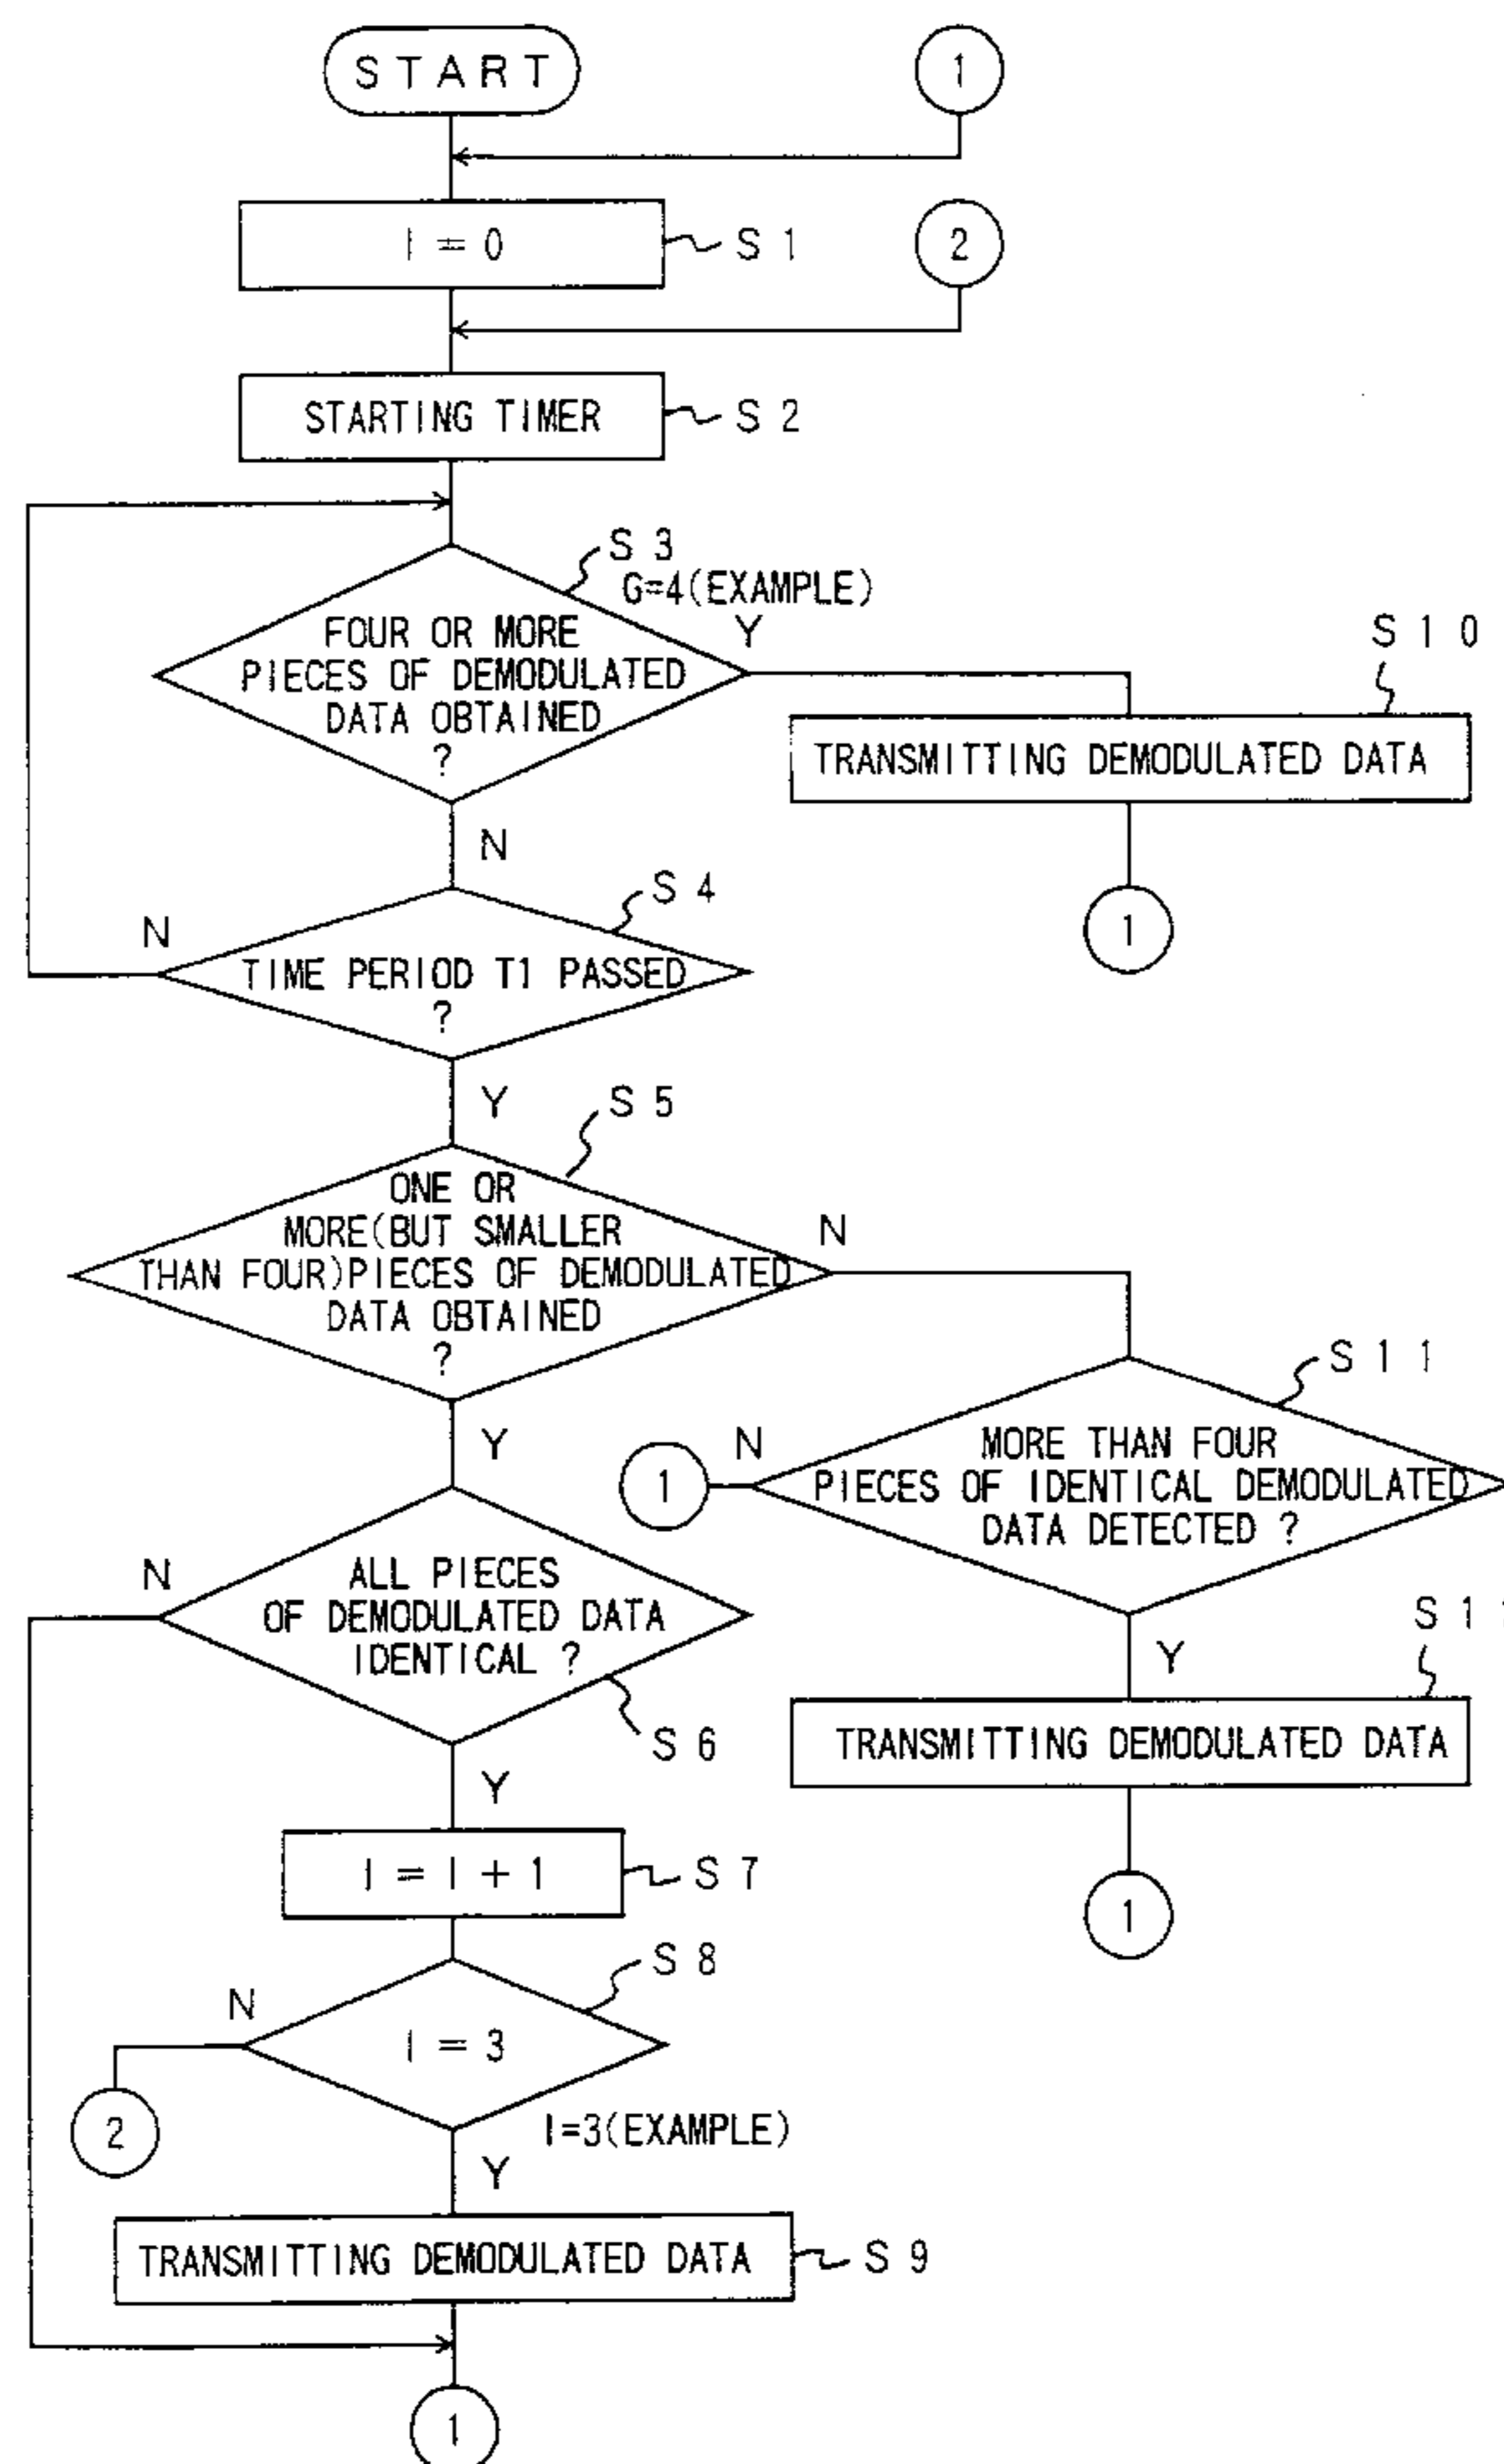 START
1
I = 0
S 1
2
STARTING TIMER
S 2
S 3
G=4(EXAMPLE)
FOUR OR MORE
PIECES OF DEMODULATED
DATA OBTAINED
?
Y
S 1 0
TRANSMITTING DEMODULATED DATA
1
N
S 4
N
TIME PERIOD T1 PASSED
?
Y
S 5
ONE OR
MORE(BUT SMALLER
THAN FOUR)PIECES OF DEMODULATED
DATA OBTAINED
?
N
S 1 1
MORE THAN FOUR
PIECES OF IDENTICAL DEMODULATED
DATA DETECTED ?
N
1
Y
S 1
TRANSMITTING DEMODULATED DATA
1
Y
ALL PIECES
OF DEMODULATED DATA
IDENTICAL ?
N
S 6
Y
I = I + 1
S 7
S 8
N
I = 3
2
I=3(EXAMPLE)
Y
TRANSMITTING DEMODULATED DATA
S 9
1